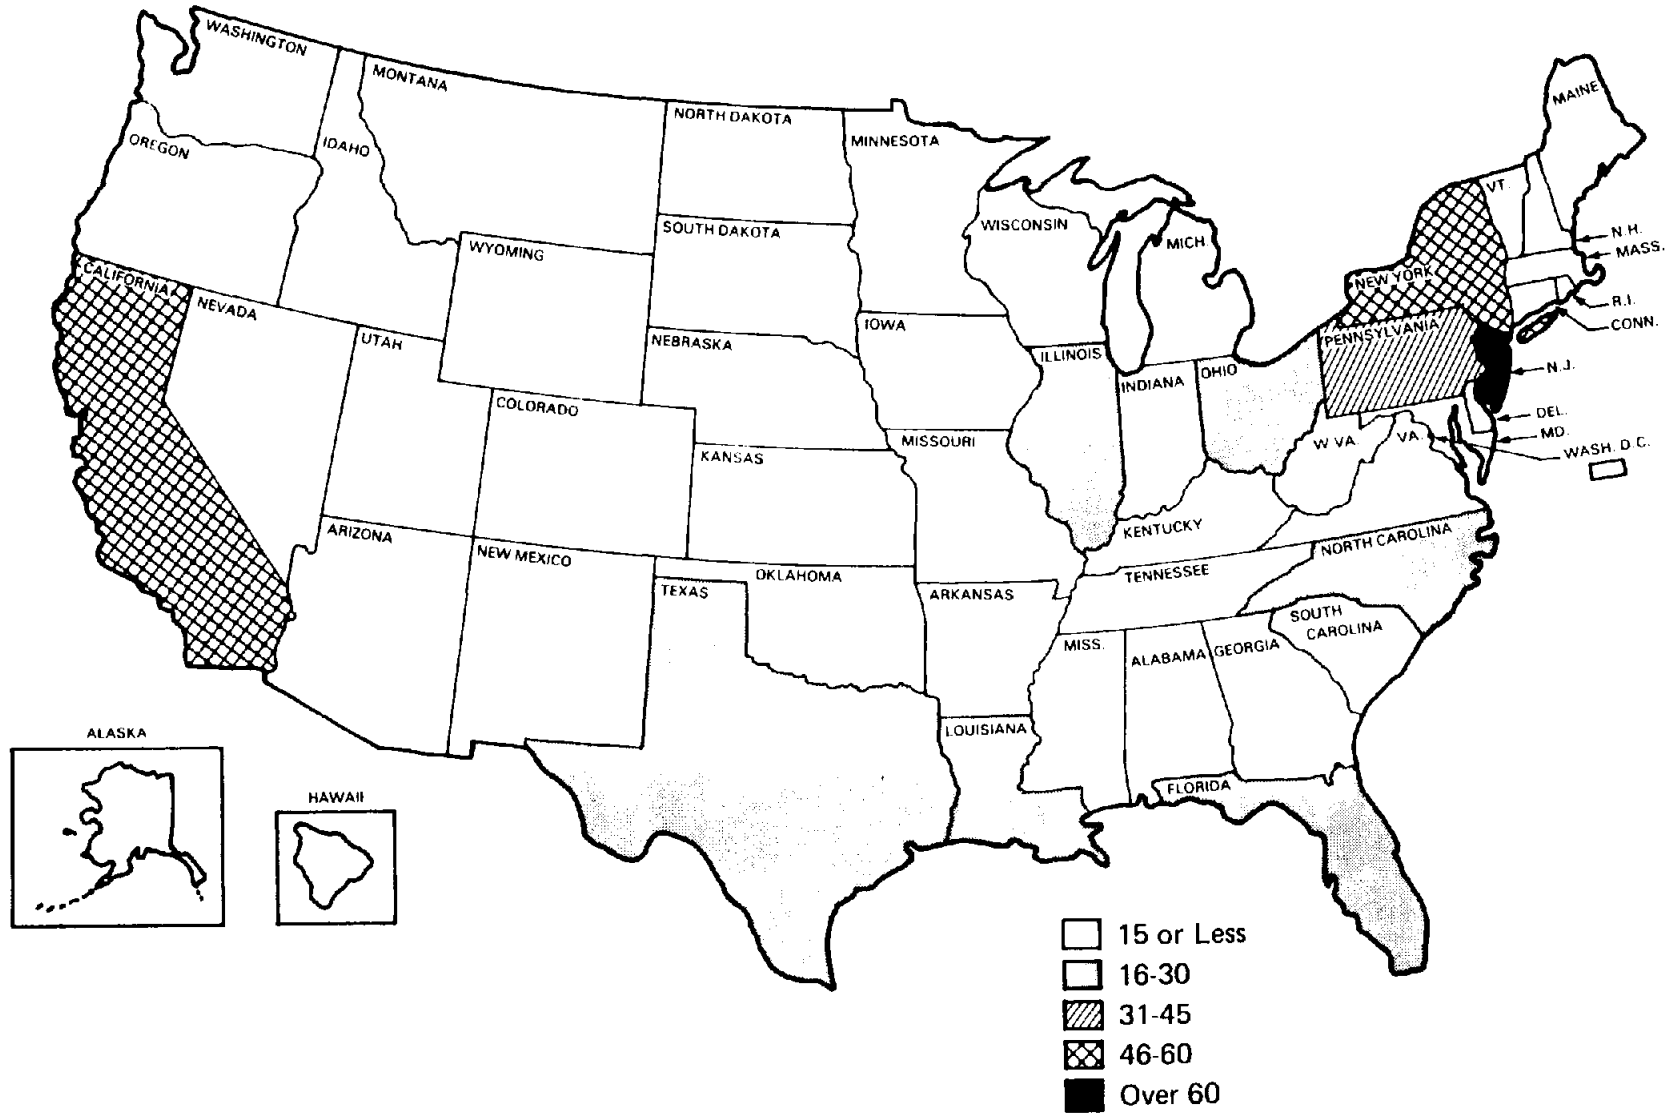 WASHINGTON
MONTANA
NORTH DAKOTA
MINNESOTA
MAINE
OREGON
IDAHO
WISCONSIN
MICH.
VT.
N.H.
MASS.
SOUTH DAKOTA
WYOMING
CALIFORNIA
NEVADA
NEW YORK
R.I.
CONN.
IOWA
UTAH
NEBRASKA
ILLINOIS
INDIANA
OHIO
PENNSYLVANIA
N.J.
COLORADO
DEL.
MD.
KANSAS
MISSOURI
W VA.
VA.
WASH. D.C.
ARIZONA
NEW MEXICO
KENTUCKY
NORTH CAROLINA
OKLAHOMA
TEXAS
ARKANSAS
TENNESSEE
SOUTH
CAROLINA
MISS.
ALABAMA
GEORGIA
LOUISIANA
FLORIDA
ALASKA
HAWAII
15 or Less
16-30
31-45
46-60
Over 60